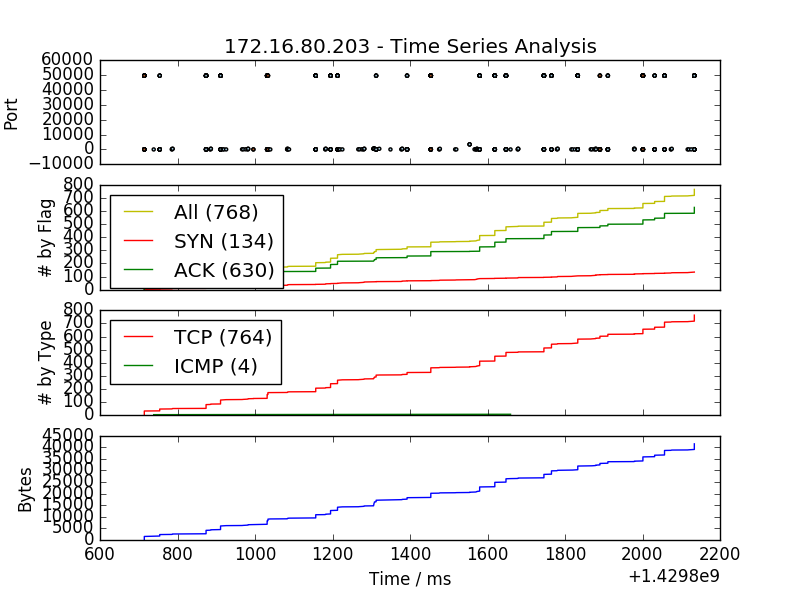 172.16.80.203 - Time Series Analysis
60000
50000
40000
30000
20000
10000
0
−10000
Port
800
700
600
500
400
300
200
100
0
# by Flag
All (768)
SYN (134)
ACK (630)
800
700
600
500
400
300
200
100
0
# by Type
TCP (764)
ICMP (4)
45000
40000
35000
30000
25000
20000
15000
10000
5000
0
Bytes
600 800 1000 1200 1400 1600 1800 2000 2200
Time / ms
+1.4298e9